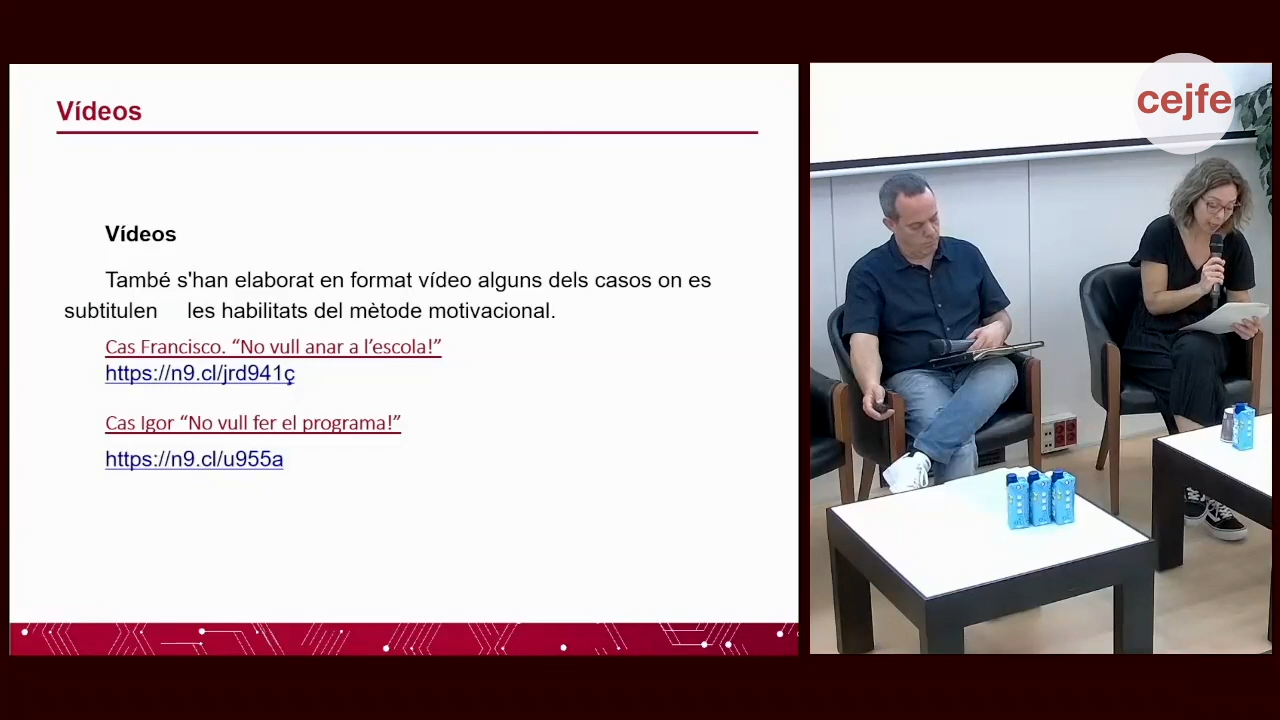 Vídeos
Vídeos
També s'han elaborat en format vídeo alguns dels casos on es
subtitulen les habilitats del mètode motivacional.
Cas Francisco. “No vull anar a l’escola!”
https://n9.cl/jrd941ç
Cas Igor “No vull fer el programa!”
https://n9.cl/u955a
cejfe